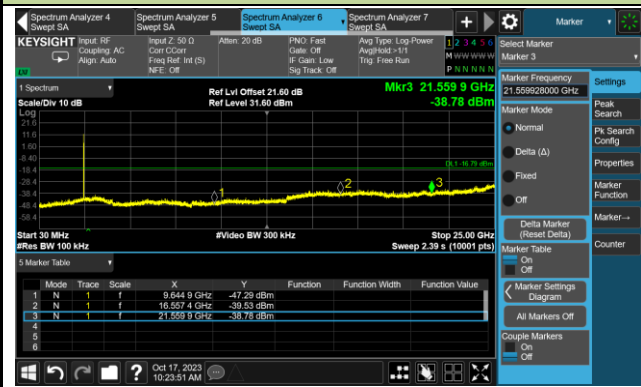 Spectrum Analyzer 4
Swept SA
Spectrum Analyzer 5
Swept SA
Spectrum Analyzer 6
Swept SA
Spectrum Analyzer 7
Swept SA
+
Marker
KEYSIGHT
Input: RF
Coupling: AC
Align: Auto
Input Z: 50 Ω
Corr CCorr
Freq Ref: Int (S)
NFE: Off
Atten: 20 dB
PNO: Fast
Gate: Off
IF Gain: Low
Sig Track: Off
Avg Type: Log-Power
Avg|Hold:>1/1
Trig: Free Run
1 2 3 4 5 6
M W W W W W
P N N N N N
Select Marker
Marker 3
1 Spectrum
Scale/Div 10 dB
Ref Lvl Offset 21.60 dB
Ref Level 31.60 dBm
Mkr3 21.559 9 GHz
-38.78 dBm
Log
21.6
11.6
1.60
-8.40
-18.4
-28.4
-38.4
-48.4
-58.4
DL1 -16.78 dBm
1
2
3
Start 30 MHz
#Res BW 100 kHz
#Video BW 300 kHz
Stop 25.00 GHz
Sweep 2.39 s (10001 pts)
5 Marker Table
Mode Trace Scale X Y Function Function Width Function Value
1 N 1 f 9.644 9 GHz -47.29 dBm
2 N 1 f 16.557 4 GHz -39.53 dBm
3 N 1 f 21.559 9 GHz -38.78 dBm
4
5
6
Marker Frequency
21.559928000 GHz
Marker Mode
Normal
Delta (Δ)
Fixed
Off
Delta Marker
(Reset Delta)
Marker Table
On
Off
Marker Settings
Diagram
All Markers Off
Couple Markers
On
Off
Settings
Peak
Search
Pk Search
Config
Properties
Marker
Function
Marker→
Counter
?
Oct 17, 2023
10:23:51 AM